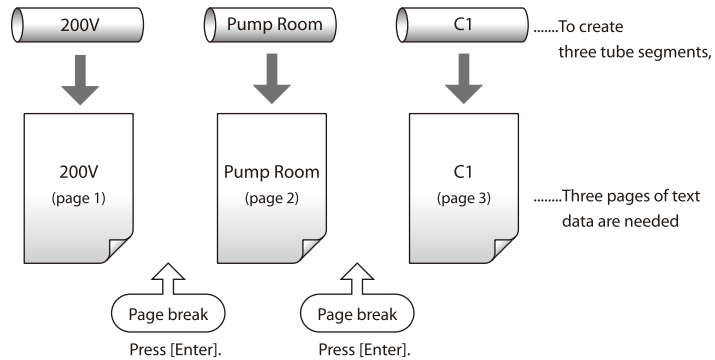 200V
Pump Room
C1
.......To create
three tube segments,
200V
(page 1)
Pump Room
(page 2)
C1
(page 3)
........Three pages of text
data are needed
Page break
Page break
Press [Enter].
Press [Enter].